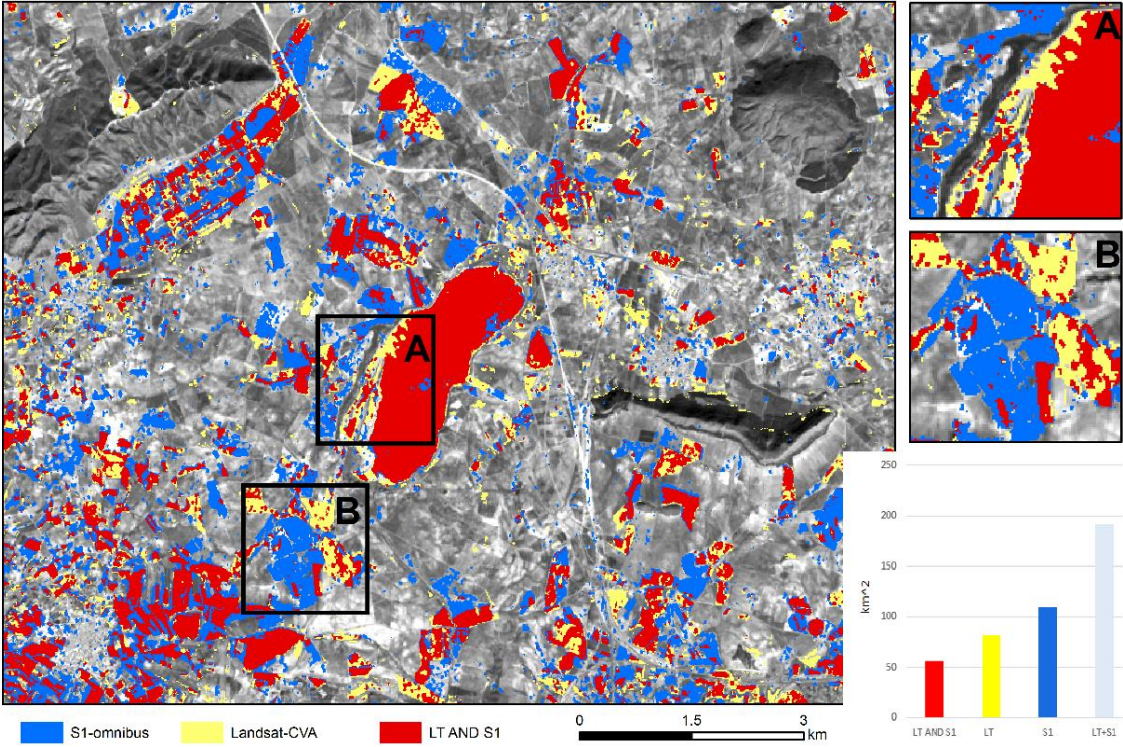 A
A
B
B
250
200
150
100
50
0
km^2
LT AND S1 LT S1 LT+S1
S1-omnibus Landsat-CVA LT AND S1
0 1.5 3
km